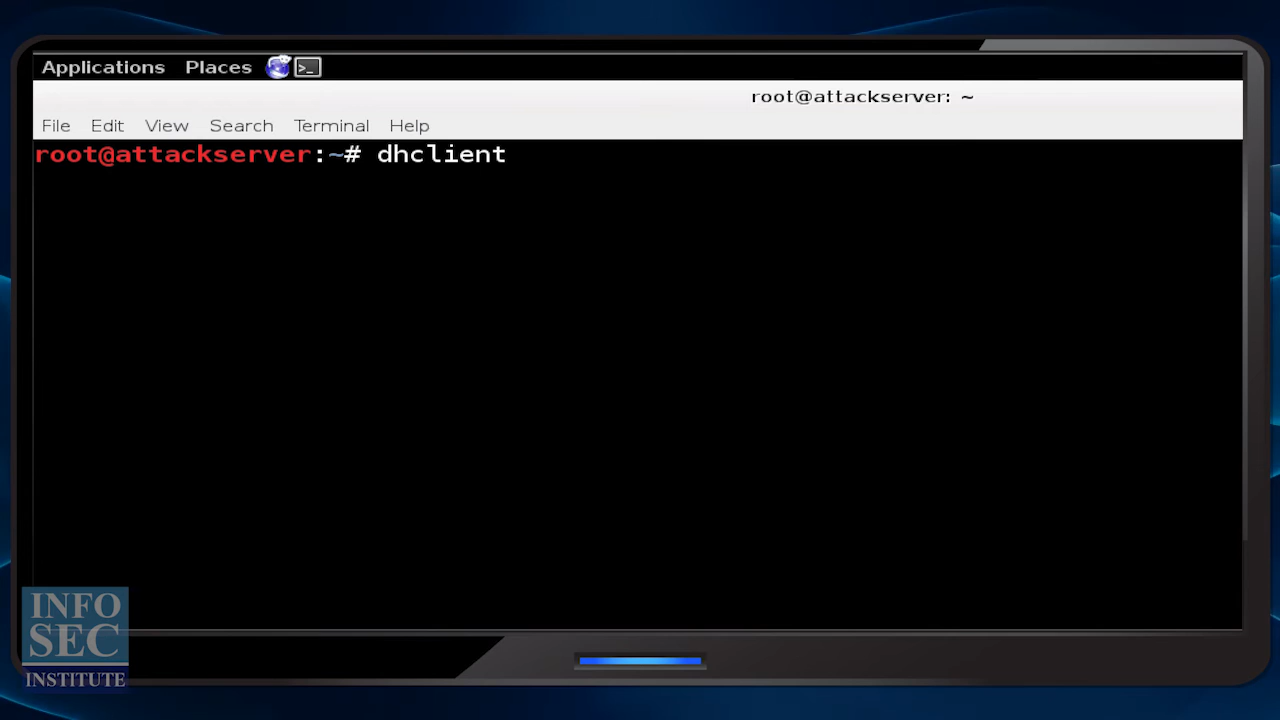 Applications Places
root@attackserver: ~
File Edit View Search Terminal Help
root@attackserver:~# dhclient
INFO
SEC
INSTITUTE